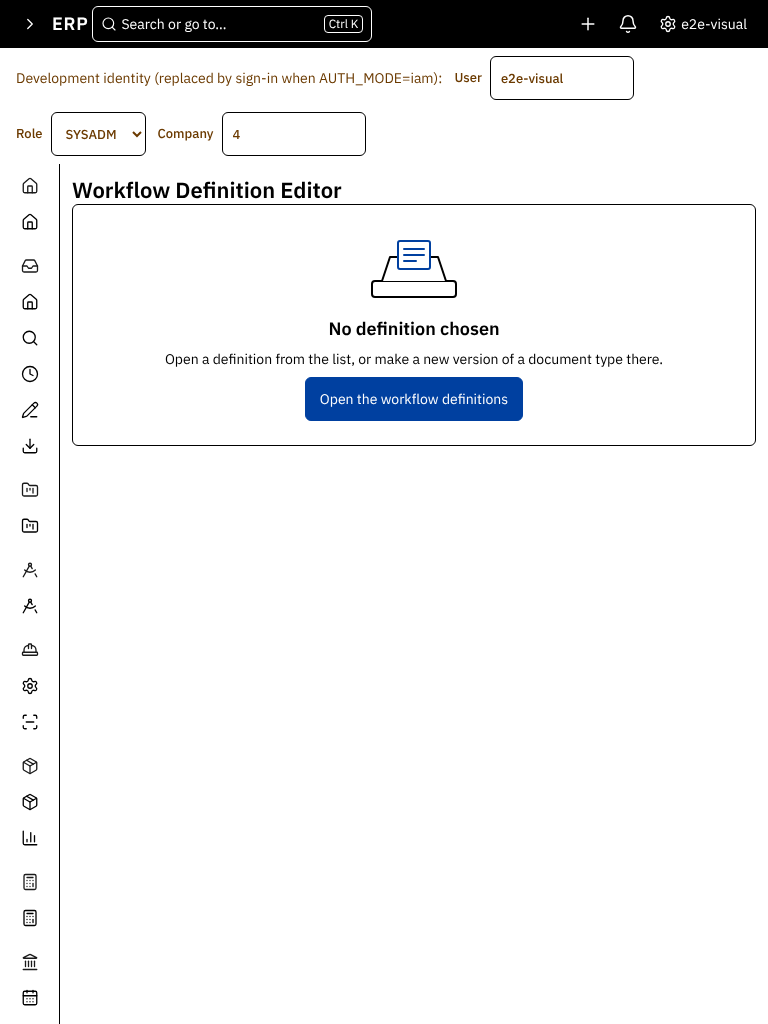 ERP
Search or go to...
Ctrl K
e2e-visual
Development identity (replaced by sign-in when AUTH_MODE=iam):
User
e2e-visual
Role
SYSADM
Company
4
Workflow Definition Editor
No definition chosen
Open a definition from the list, or make a new version of a document type there.
Open the workflow definitions